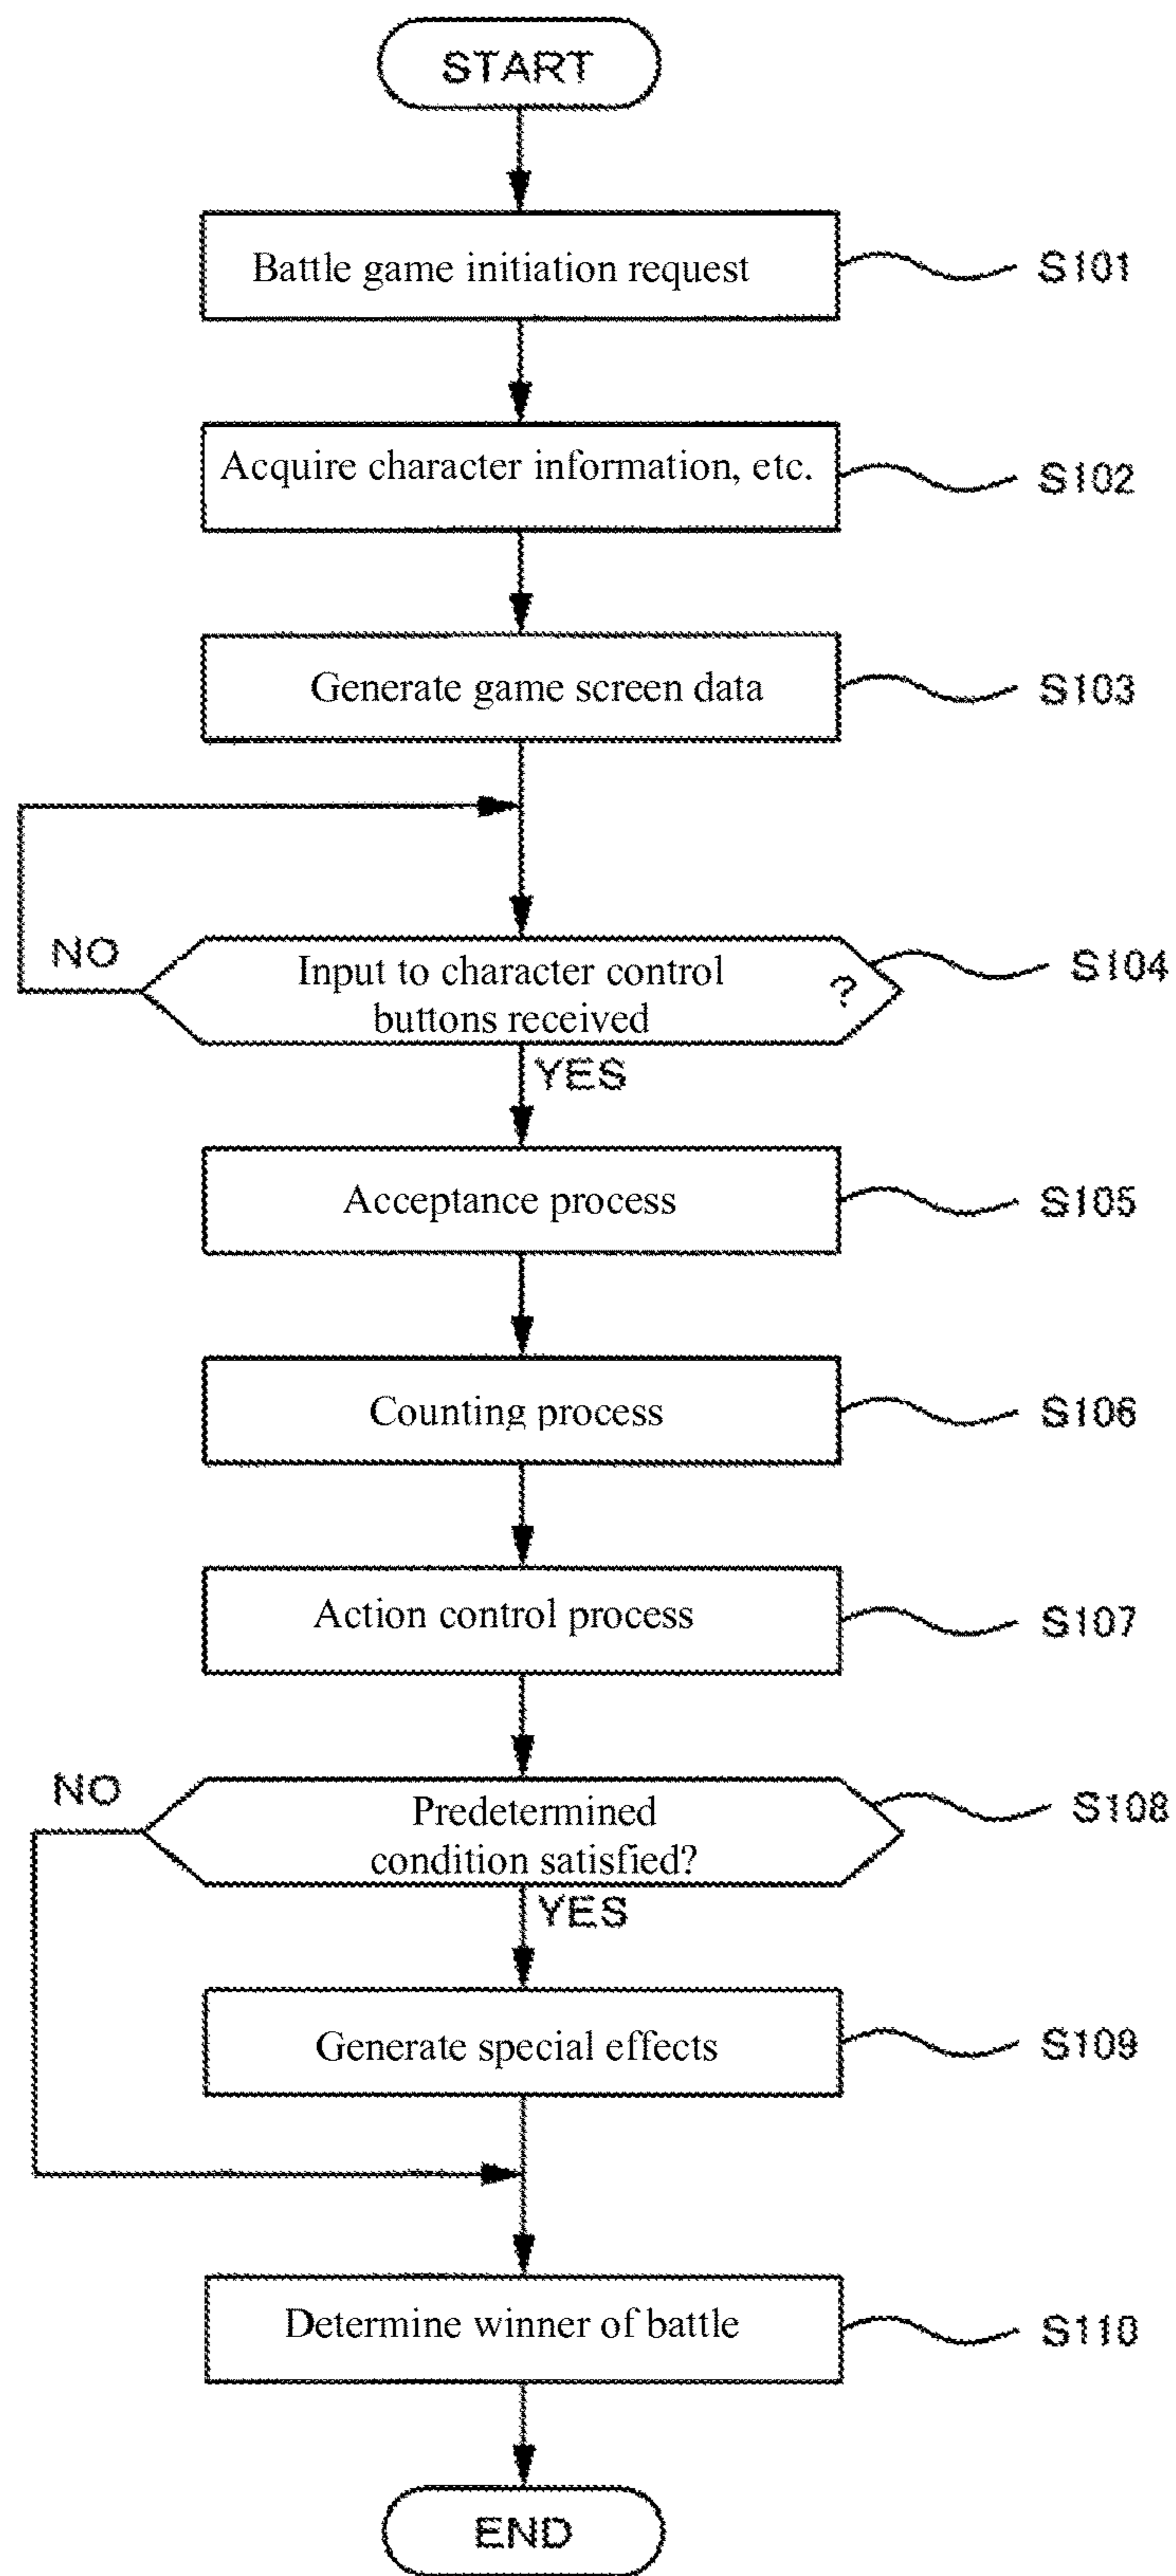 START
Battle game initiation request
S101
Acquire character information, etc.
S102
Generate game screen data
S103
NO
Input to character control
buttons received
?
S104
YES
Acceptance process
S105
Counting process
S106
Action control process
S107
NO
Predetermined
condition satisfied?
S108
YES
Generate special effects
S109
Determine winner of battle
S110
END